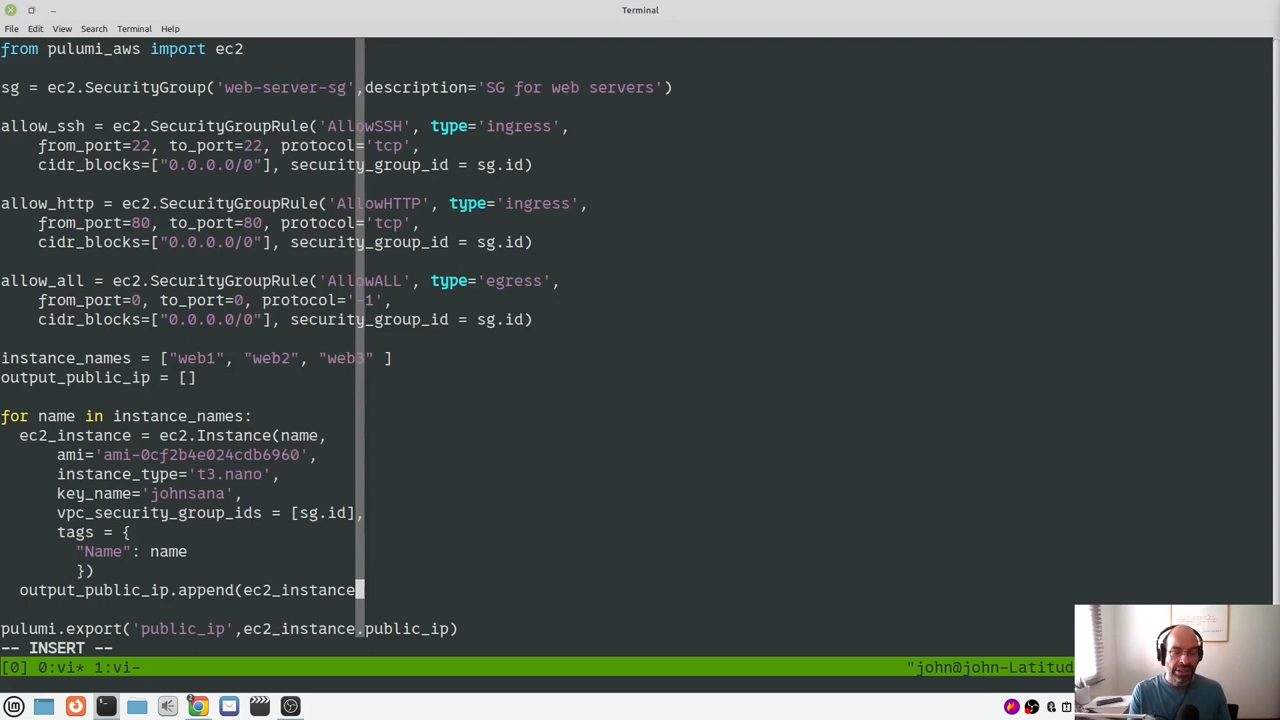 Terminal
File Edit View Search Terminal Help
from pulumi_aws import ec2
sg = ec2.SecurityGroup('web-server-sg',description='SG for web servers')
allow_ssh = ec2.SecurityGroupRule('AllowSSH', type='ingress',
from_port=22, to_port=22, protocol='tcp',
cidr_blocks=["0.0.0.0/0"], security_group_id = sg.id)
allow_http = ec2.SecurityGroupRule('AllowHTTP', type='ingress',
from_port=80, to_port=80, protocol='tcp',
cidr_blocks=["0.0.0.0/0"], security_group_id = sg.id)
allow_all = ec2.SecurityGroupRule('AllowALL', type='egress',
from_port=0, to_port=0, protocol='-1',
cidr_blocks=["0.0.0.0/0"], security_group_id = sg.id)
instance_names = ["web1", "web2", "web3" ]
output_public_ip = []
for name in instance_names:
ec2_instance = ec2.Instance(name,
ami='ami-0cf2b4e024cdb6960',
instance_type='t3.nano',
key_name='johnsana',
vpc_security_group_ids = [sg.id],
tags = {
"Name": name
})
output_public_ip.append(ec2_instance
pulumi.export('public_ip',ec2_instance.public_ip)
-- INSERT --
[0] 0:vi* 1:vi- "john@john-Latitud